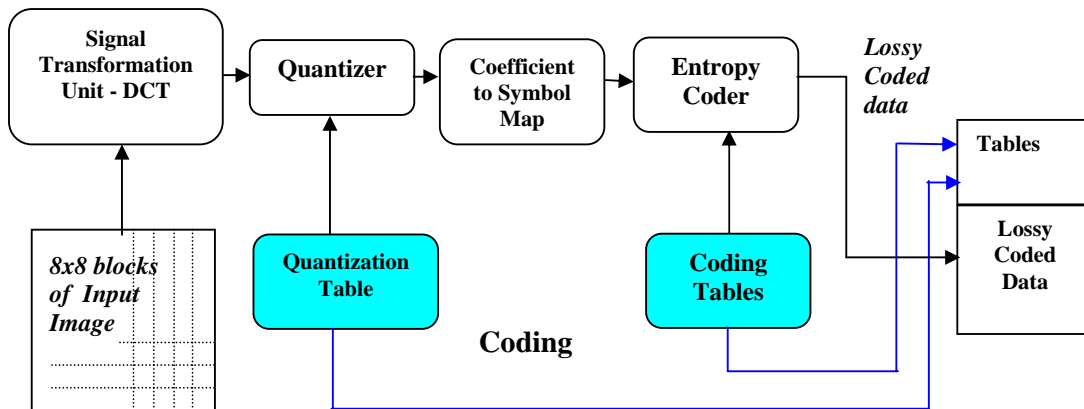 Signal
Transformation
Unit - DCT
Quantizer
Coefficient
to Symbol
Map
Entropy
Coder
Lossy
Coded
data
Tables
8x8 blocks
of Input
Image
Quantization
Table
Coding
Tables
Lossy
Coded
Data
Coding